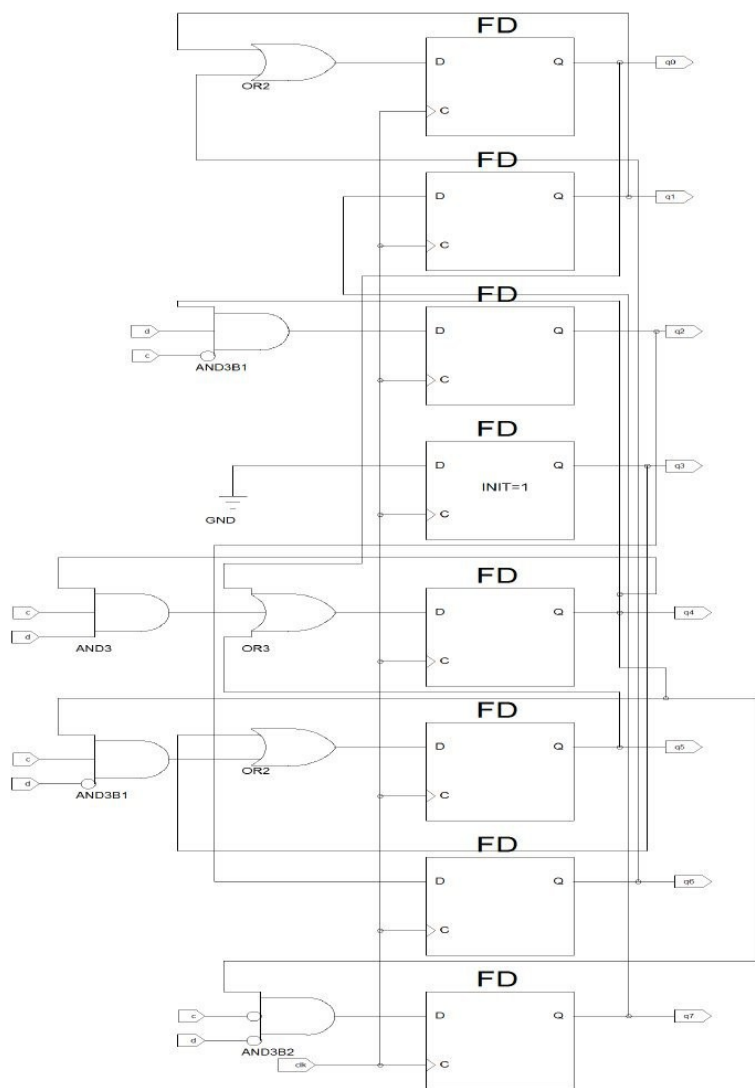 FD
D Q q0
OR2
C
FD
D Q q1
C
FD
d D Q q2
c
AND3B1
C
FD
D Q q3
INIT=1
GND
C
FD
c D Q q4
d
AND3 OR3
C
FD
c D Q q5
d
AND3B1 OR2
C
FD
D Q q6
C
FD
c D Q q7
d
AND3B2
clk C